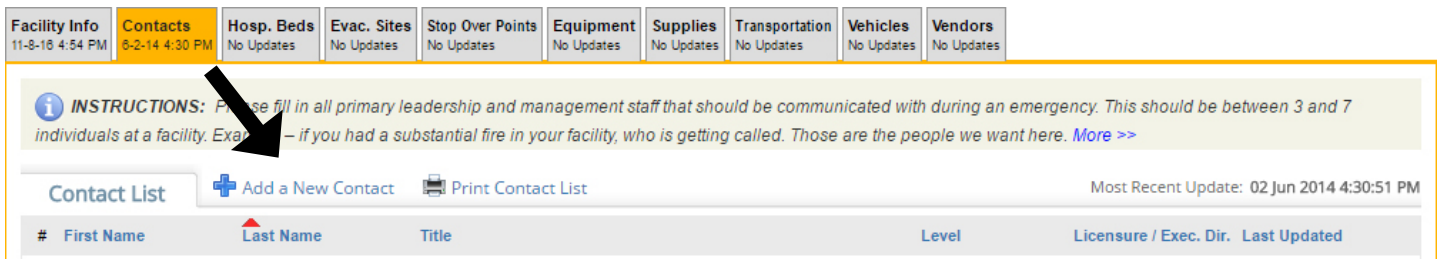 Facility Info Contacts Hosp. Beds Evac. Sites Stop Over Points Equipment Supplies Transportation Vehicles Vendors
11-8-16 4:54 PM 6-2-14 4:30 PM No Updates No Updates No Updates No Updates No Updates No Updates No Updates No Updates
INSTRUCTIONS: fill in all primary leadership and management staff that should be communicated with during an emergency. This should be between 3 and 7
individuals at a facility. – if you had a substantial fire in your facility, who is getting called. Those are the people we want here. More >>
Contact List Add a New Contact Print Contact List Most Recent Update: 02 Jun 2014 4:30:51 PM
# First Name Last Name Title Level Licensure / Exec. Dir. Last Updated